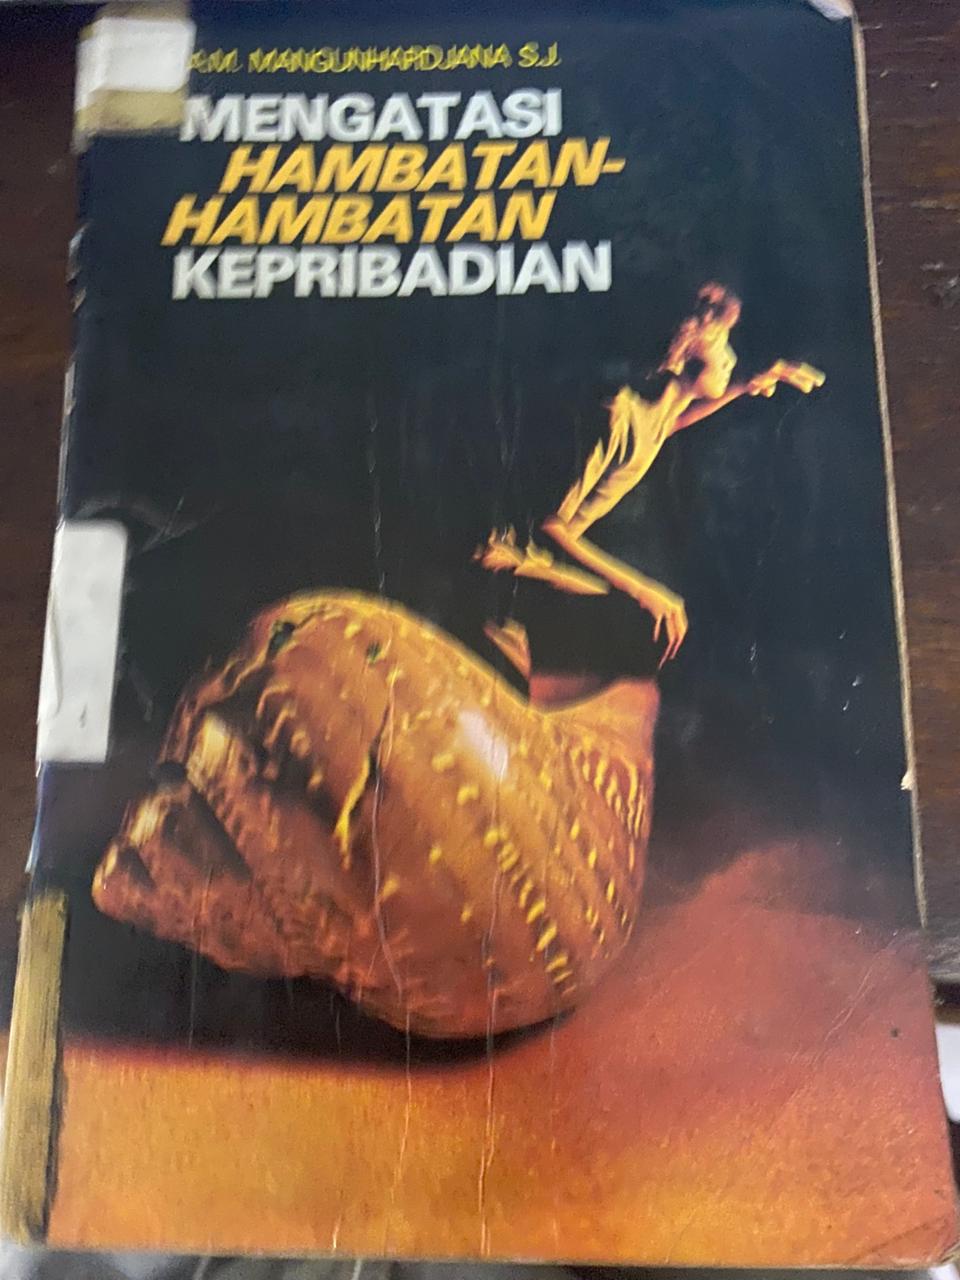 A.M. MANGUNHARDJANA S.J.
MENGATASI
HAMBATAN-
HAMBATAN
KEPRIBADIAN